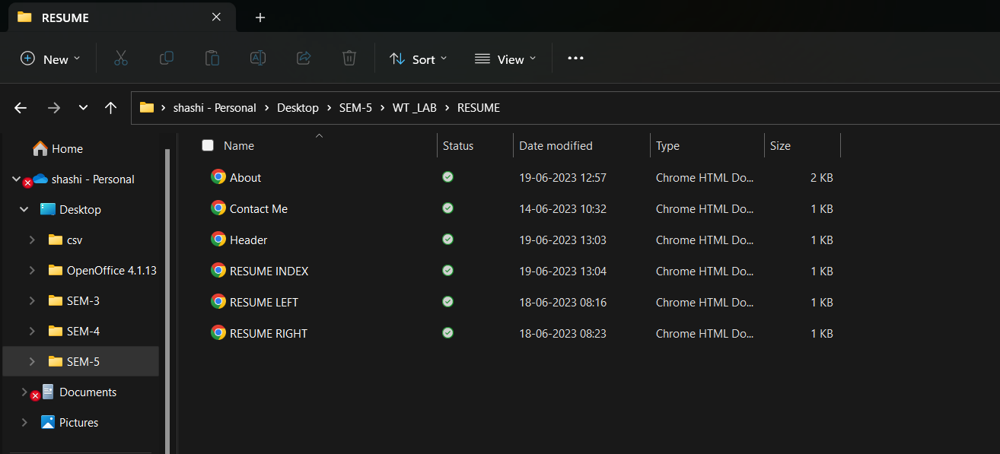 RESUME
New Sort View
shashi - Personal Desktop SEM-5 WT _LAB RESUME
Home
shashi - Personal
Desktop
csv
OpenOffice 4.1.13
SEM-3
SEM-4
SEM-5
Documents
Pictures
Name Status Date modified Type Size
About 19-06-2023 12:57 Chrome HTML Do... 2 KB
Contact Me 14-06-2023 10:32 Chrome HTML Do... 1 KB
Header 19-06-2023 13:03 Chrome HTML Do... 1 KB
RESUME INDEX 19-06-2023 13:04 Chrome HTML Do... 1 KB
RESUME LEFT 18-06-2023 08:16 Chrome HTML Do... 1 KB
RESUME RIGHT 18-06-2023 08:23 Chrome HTML Do... 1 KB